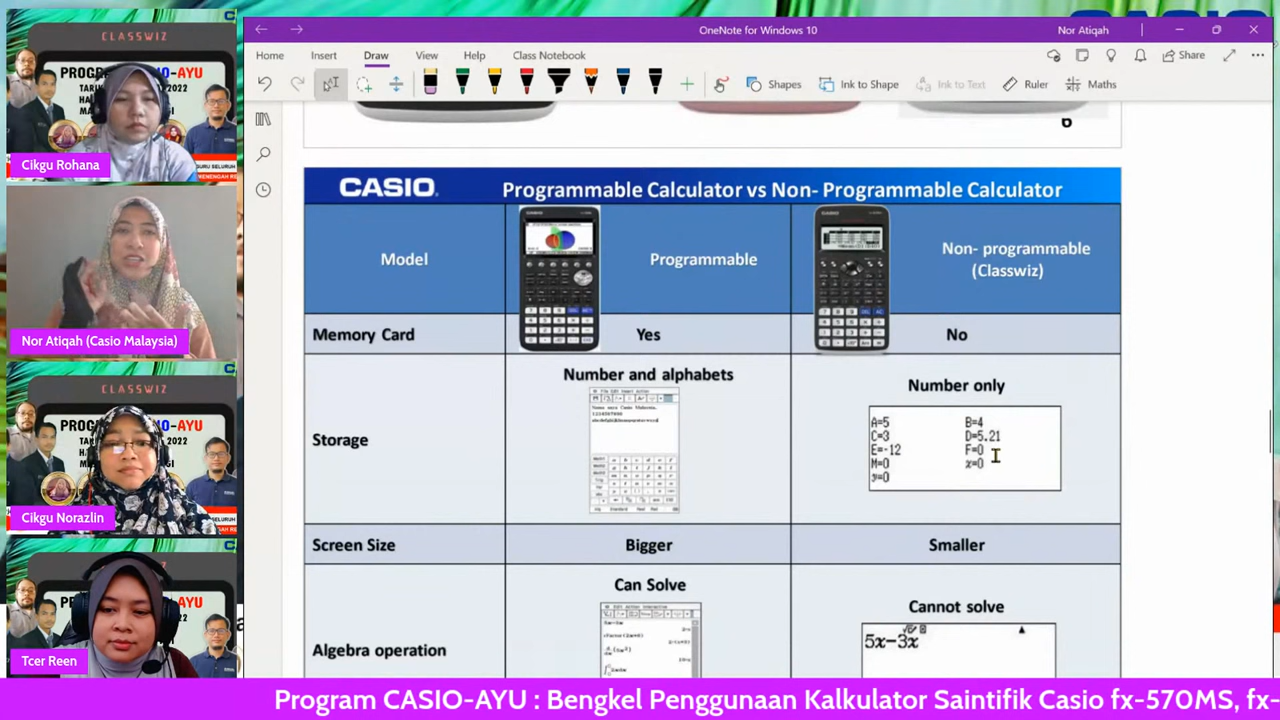 CLASSWIZ
PROGRAM CASIO-AYU
Cikgu Rohana
Nor Atiqah (Casio Malaysia)
CLASSWIZ
Cikgu Norazlin
Tcer Reen
OneNote for Windows 10
Nor Atiqah
Home Insert Draw View Help Class Notebook
Share
Shapes Ink to Shape Ink to Text Ruler Maths
6
CASIO Programmable Calculator vs Non- Programmable Calculator
Model Programmable Non- programmable
(Classwiz)
Memory Card Yes No
Storage
Number and alphabets
Number only
A=5 B=4
C=3 D=5.21
E=-12 F=0
M=0 x=0
y=0
Screen Size Bigger Smaller
Algebra operation
Can Solve
Cannot solve
5x-3x
Program CASIO-AYU : Bengkel Penggunaan Kalkulator Saintifik Casio fx-570MS, fx-